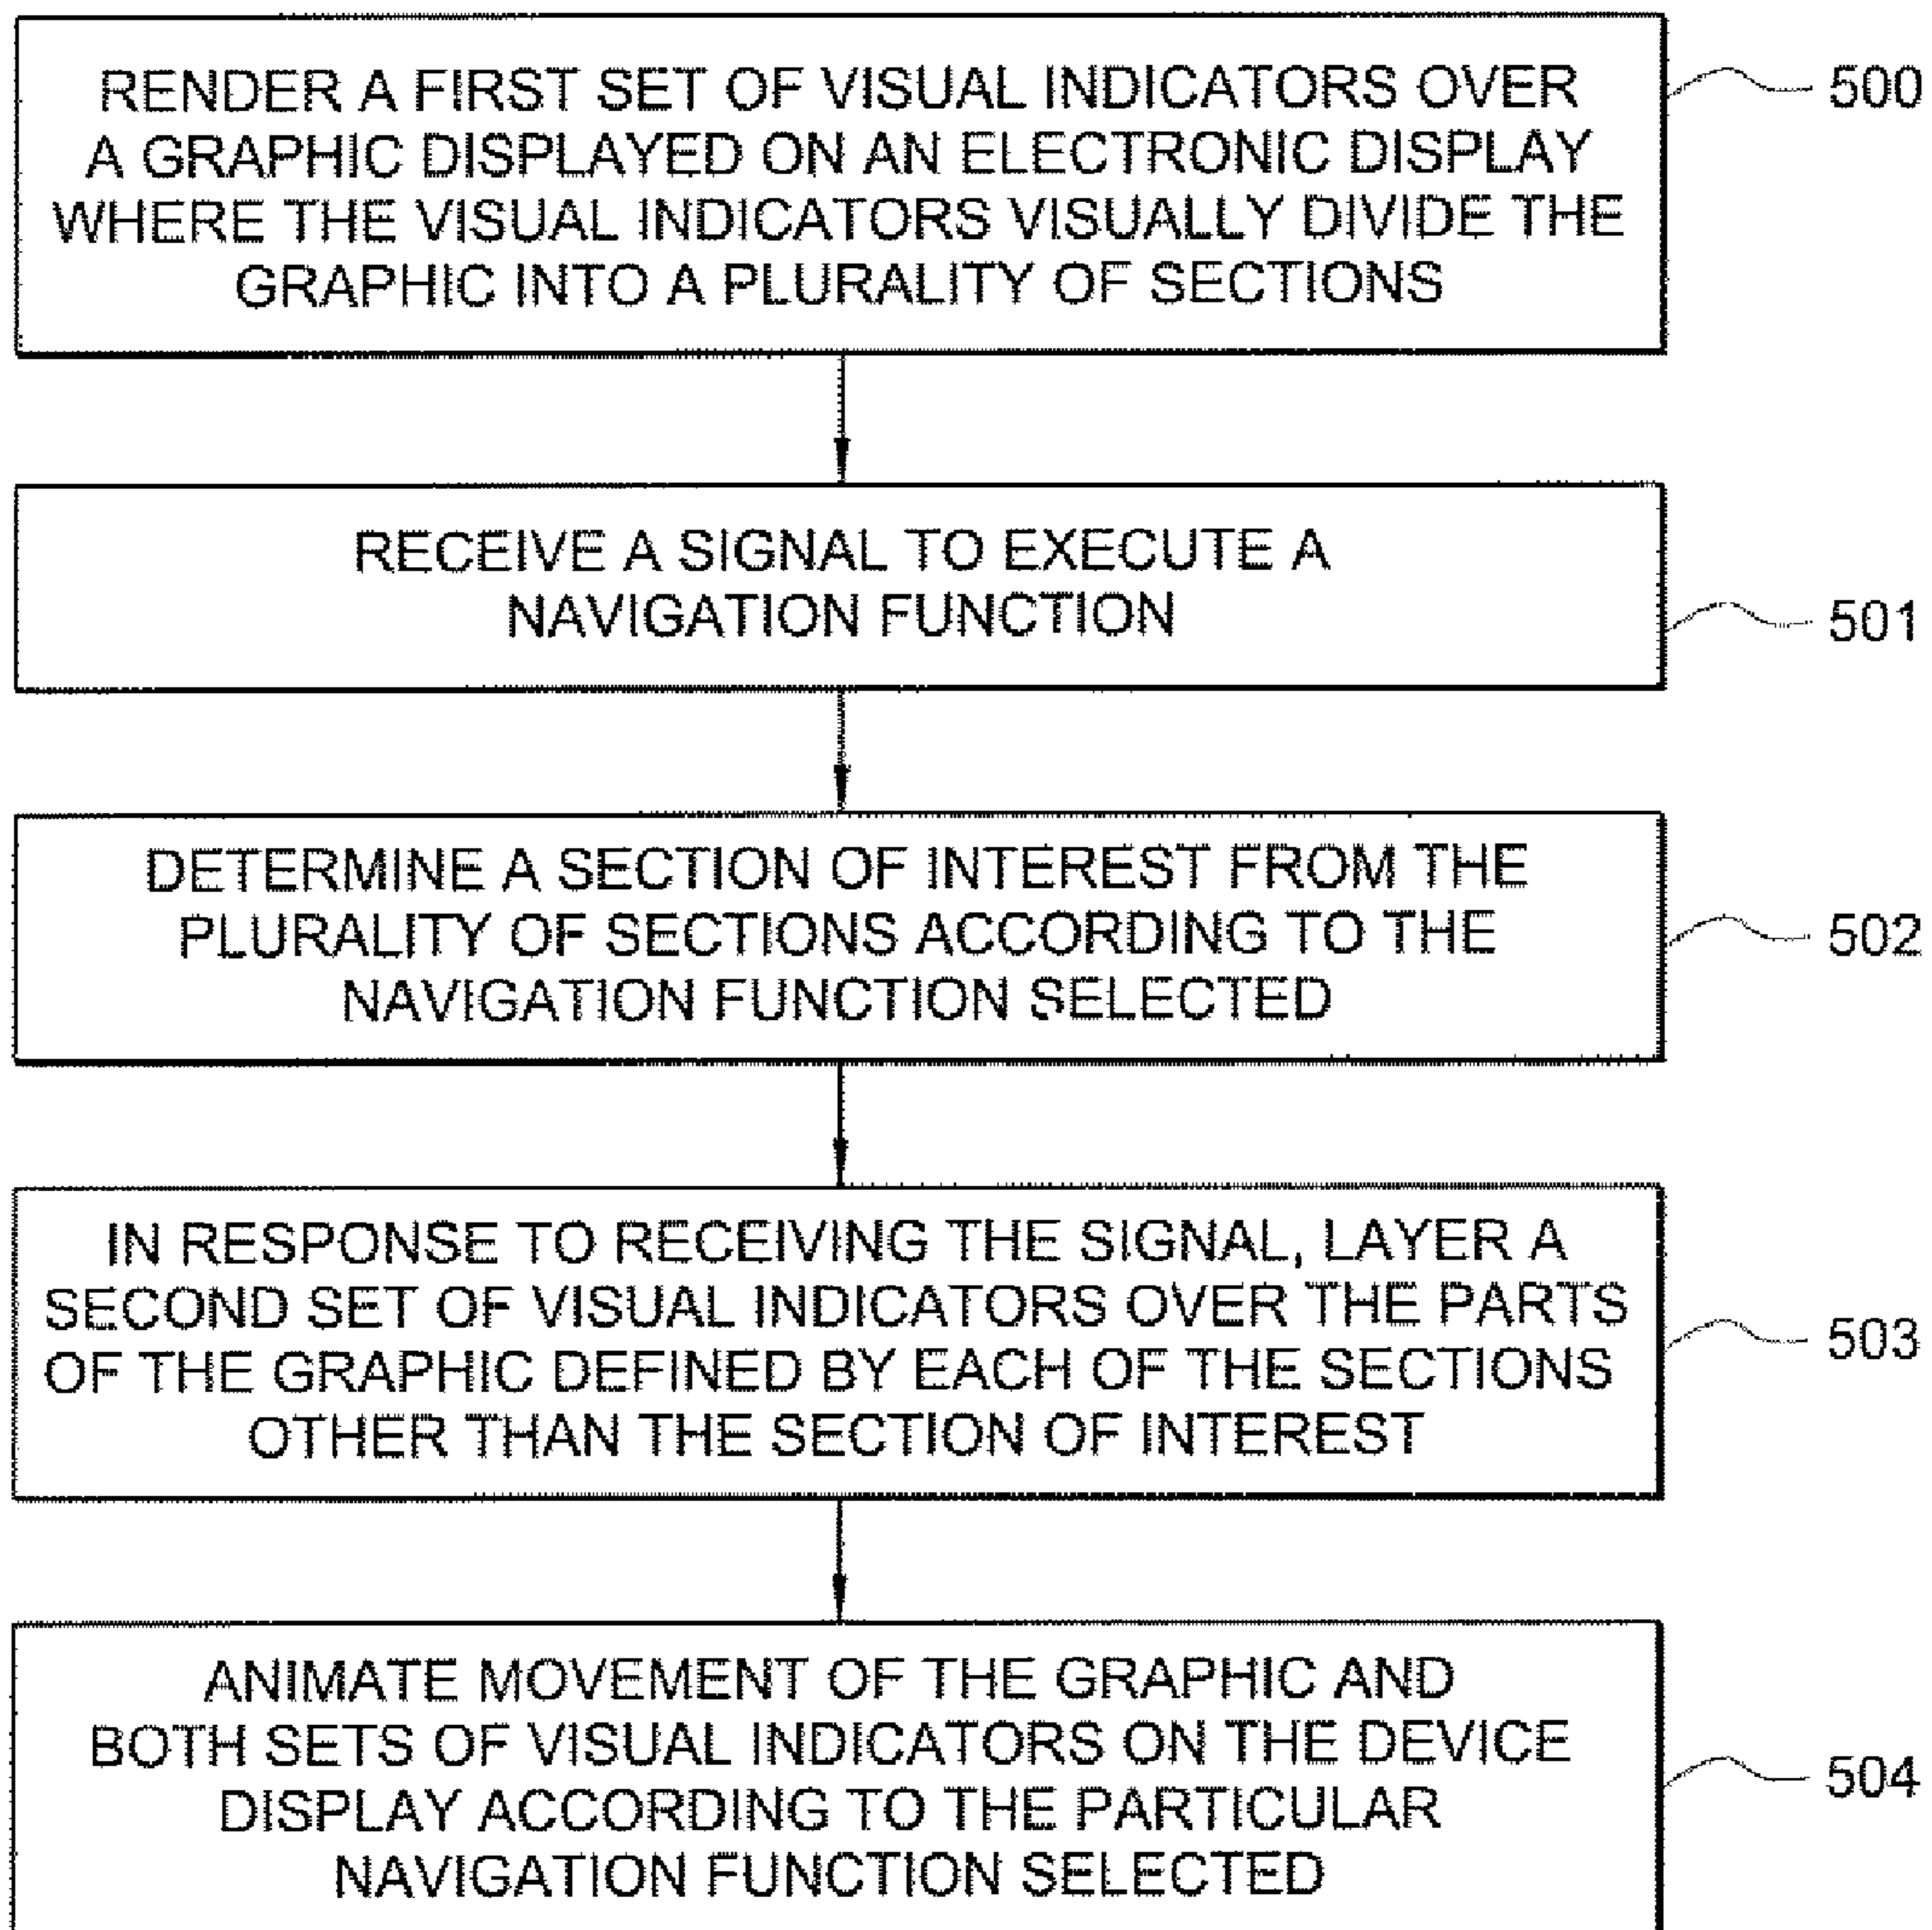 RENDER A FIRST SET OF VISUAL INDICATORS OVER
A GRAPHIC DISPLAYED ON AN ELECTRONIC DISPLAY
WHERE THE VISUAL INDICATORS VISUALLY DIVIDE THE
GRAPHIC INTO A PLURALITY OF SECTIONS
500
RECEIVE A SIGNAL TO EXECUTE A
NAVIGATION FUNCTION
501
DETERMINE A SECTION OF INTEREST FROM THE
PLURALITY OF SECTIONS ACCORDING TO THE
NAVIGATION FUNCTION SELECTED
502
IN RESPONSE TO RECEIVING THE SIGNAL, LAYER A
SECOND SET OF VISUAL INDICATORS OVER THE PARTS
OF THE GRAPHIC DEFINED BY EACH OF THE SECTIONS
OTHER THAN THE SECTION OF INTEREST
503
ANIMATE MOVEMENT OF THE GRAPHIC AND
BOTH SETS OF VISUAL INDICATORS ON THE DEVICE
DISPLAY ACCORDING TO THE PARTICULAR
NAVIGATION FUNCTION SELECTED
504